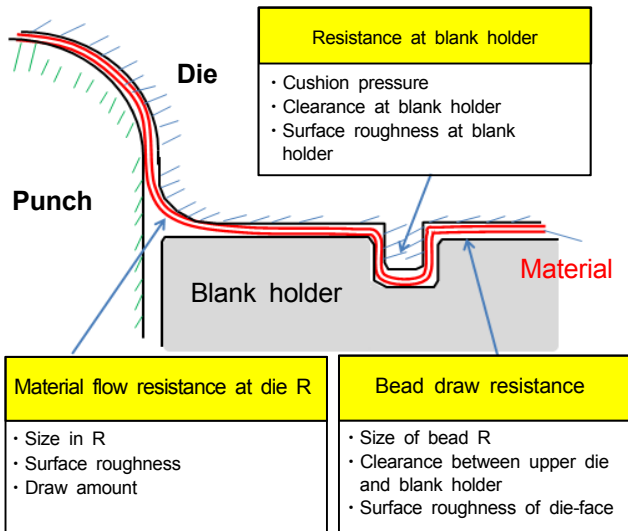 Resistance at blank holder
・Cushion pressure
・Clearance at blank holder
・Surface roughness at blank
holder
Die
Punch
Material
Blank holder
Material flow resistance at die R
・Size in R
・Surface roughness
・Draw amount
Bead draw resistance
・Size of bead R
・Clearance between upper die
and blank holder
・Surface roughness of die-face